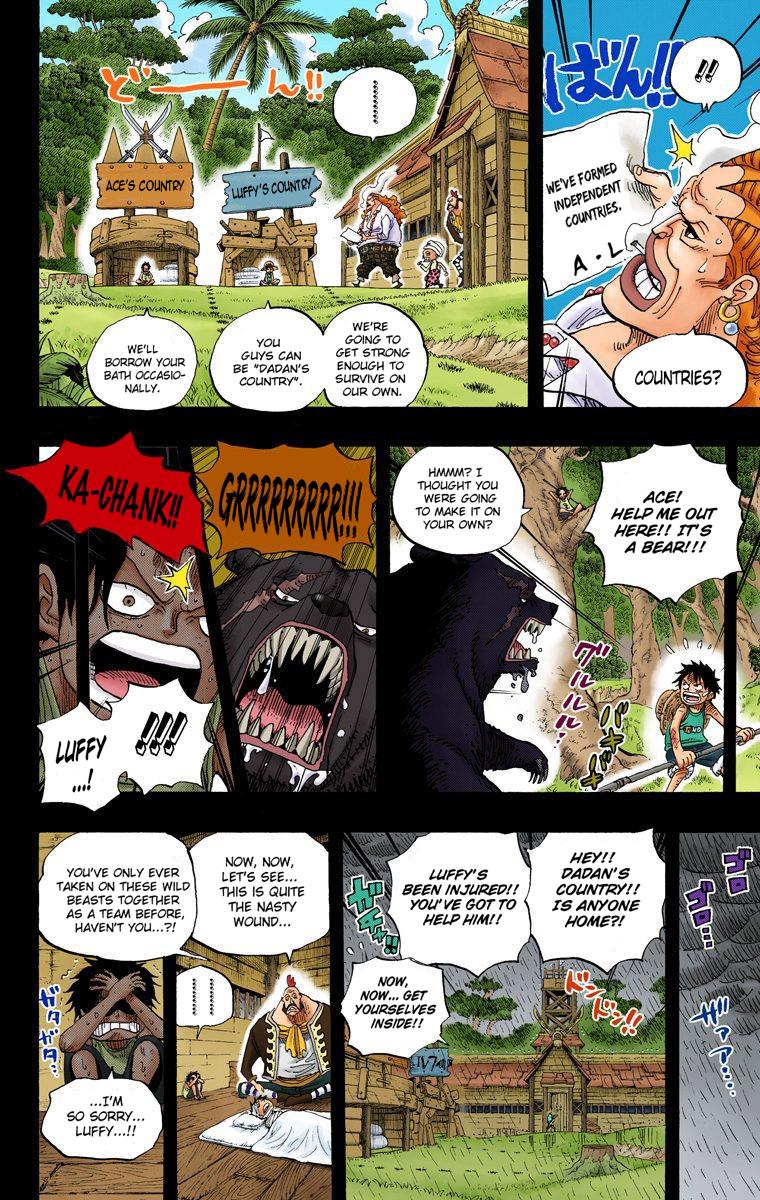 !!
ばん!!
WE'VE FORMED
INDEPENDENT
COUNTRIES.
A・L
COUNTRIES?
どーん!!
ACE'S COUNTRY
LUFFY'S COUNTRY
WE'RE
GOING TO
GET STRONG
ENOUGH TO
SURVIVE ON
OUR OWN.
YOU
GUYS CAN
BE "DADAN'S
COUNTRY".
WE'LL
BORROW YOUR
BATH OCCASIO-
NALLY.
ACE!
HELP ME OUT
HERE!! IT'S
A BEAR!!!
HMMM? I
THOUGHT YOU
WERE GOING
TO MAKE IT ON
YOUR OWN?
グルルル…
GRRRRRRRRR!!!
KA-CHANK!!
!!!
LUFFY
...!
ゴロ
ゴロ…
ザァァ…
HEY!!
DADAN'S
COUNTRY!!
IS ANYONE
HOME?!
LUFFY'S
BEEN INJURED!!
YOU'VE GOT TO
HELP HIM!!
ドンドン!!
NOW,
NOW... GET
YOURSELVES
INSIDE!!
NOW, NOW,
LET'S SEE...
THIS IS QUITE
THE NASTY
WOUND...
YOU'VE ONLY EVER
TAKEN ON THESE WILD
BEASTS TOGETHER
AS A TEAM BEFORE,
HAVEN'T YOU...?!
ガタガタ…
...I'M
SO SORRY...
LUFFY...!!